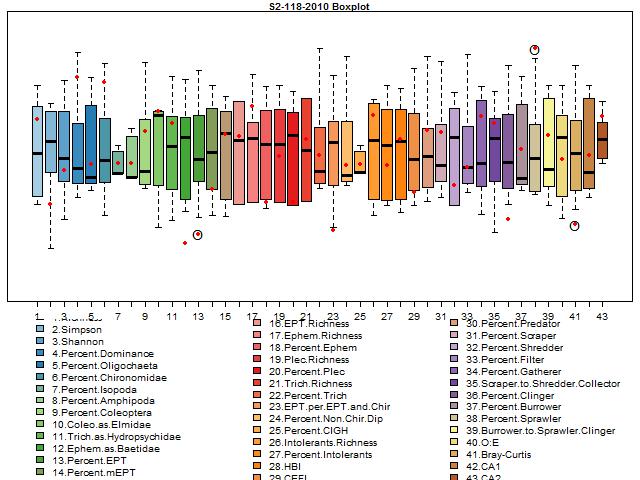 S2-118-2010 Boxplot
1 3 5 7 9 11 13 15 17 19 21 23 25 27 29 31 33 35 37 39 41 43
2.Simpson
3.Shannon
4.Percent.Dominance
5.Percent.Oligochaeta
6.Percent.Chironomidae
7.Percent.Isopoda
8.Percent.Amphipoda
9.Percent.Coleoptera
10.Coleo.as.Elmidae
11.Trich.as.Hydropsychidae
12.Ephem.as.Baetidae
13.Percent.EPT
14.Percent.mEPT
16.EPT.Richness
17.Ephem.Richness
18.Percent.Ephem
19.Plec.Richness
20.Percent.Plec
21.Trich.Richness
22.Percent.Trich
23.EPT.per.EPT.and.Chir
24.Percent.Non.Chir.Dip
25.Percent.CIGH
26.Intolerants.Richness
27.Percent.Intolerants
28.HBI
30.Percent.Predator
31.Percent.Scraper
32.Percent.Shredder
33.Percent.Filter
34.Percent.Gatherer
35.Scraper.to.Shredder.Collector
36.Percent.Clinger
37.Percent.Burrower
38.Percent.Sprawler
39.Burrower.to.Sprawler.Clinger
40.O:E
41.Bray-Curtis
42.CA1
43.CA2